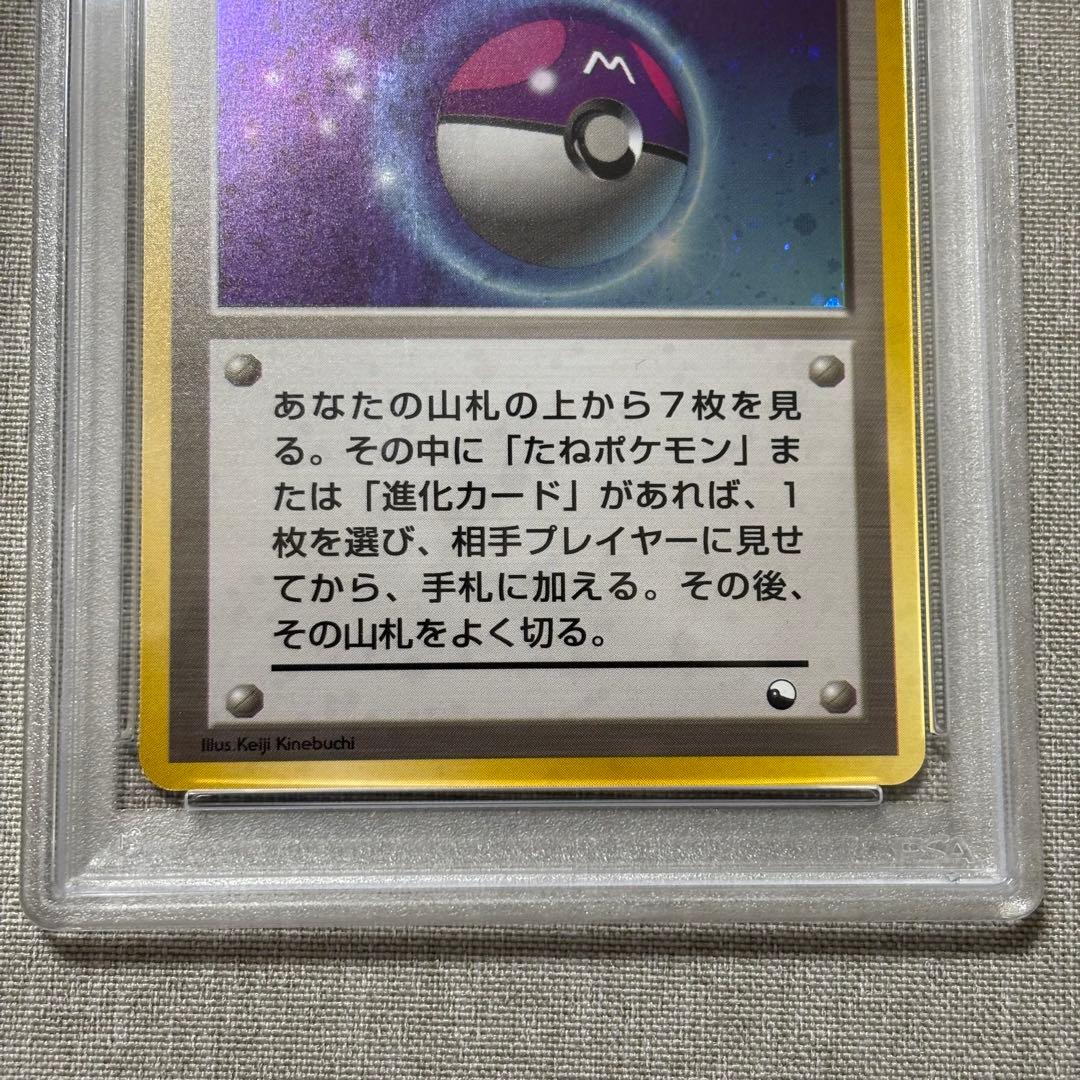 M
あなたの山札の上から7枚を見
る。その中に「たねポケモン」ま
たは「進化カード」があれば、1
枚を選び、相手プレイヤーに見せ
てから、手札に加える。その後、
その山札をよく切る。
Illus.Keiji Kinebuchi
PSA